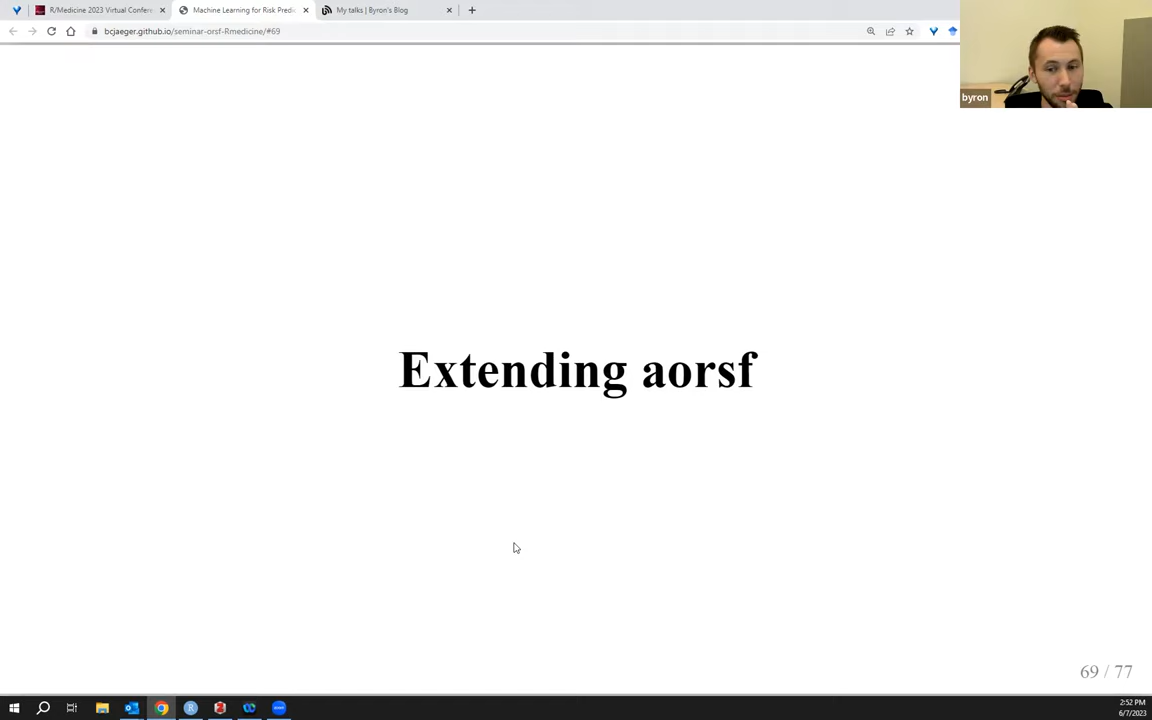 R/Medicine 2023 Virtual Confere
Machine Learning for Risk Predi
My talks | Byron's Blog
bcjaeger.github.io/seminar-orsf-Rmedicine/#69
byron
Extending aorsf
69 / 77
2:52 PM
6/7/2023